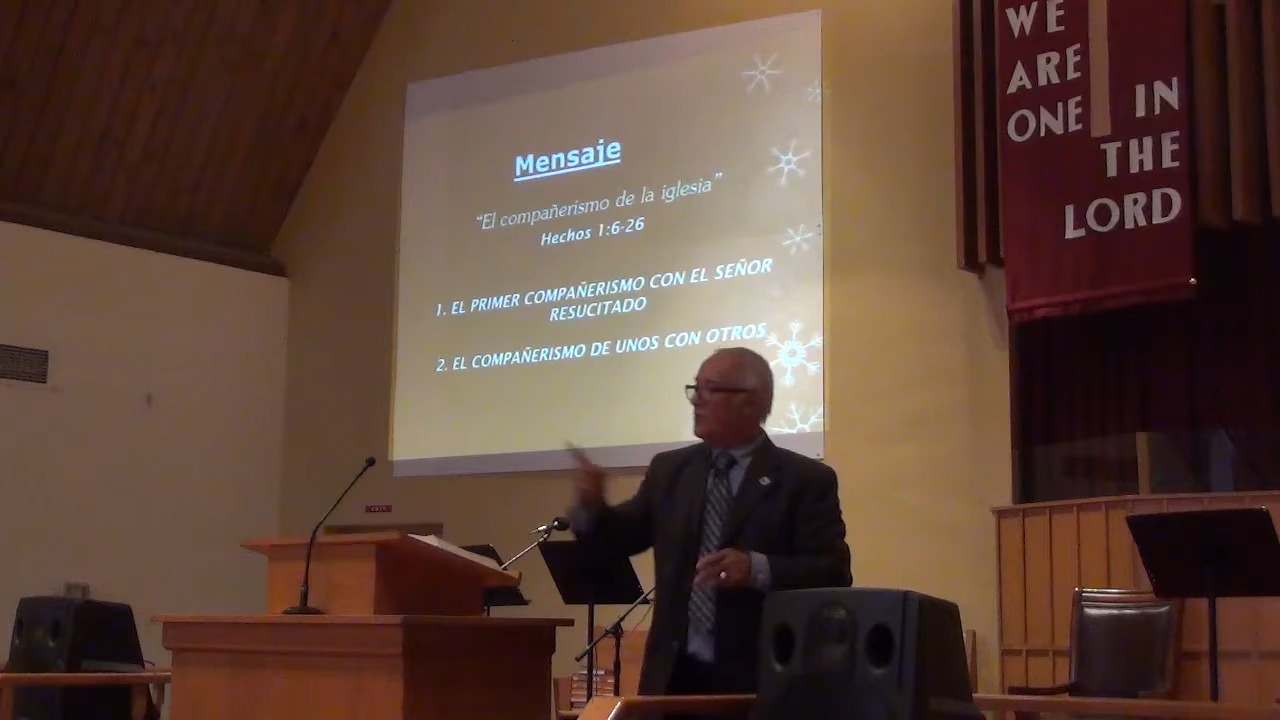 Mensaje
"El compañerismo de la iglesia"
Hechos 1:6-26
1. EL PRIMER COMPAÑERISMO CON EL SEÑOR
RESUCITADO
2. EL COMPAÑERISMO DE UNOS CON OTROS
WE
ARE
ONE IN
THE
LORD